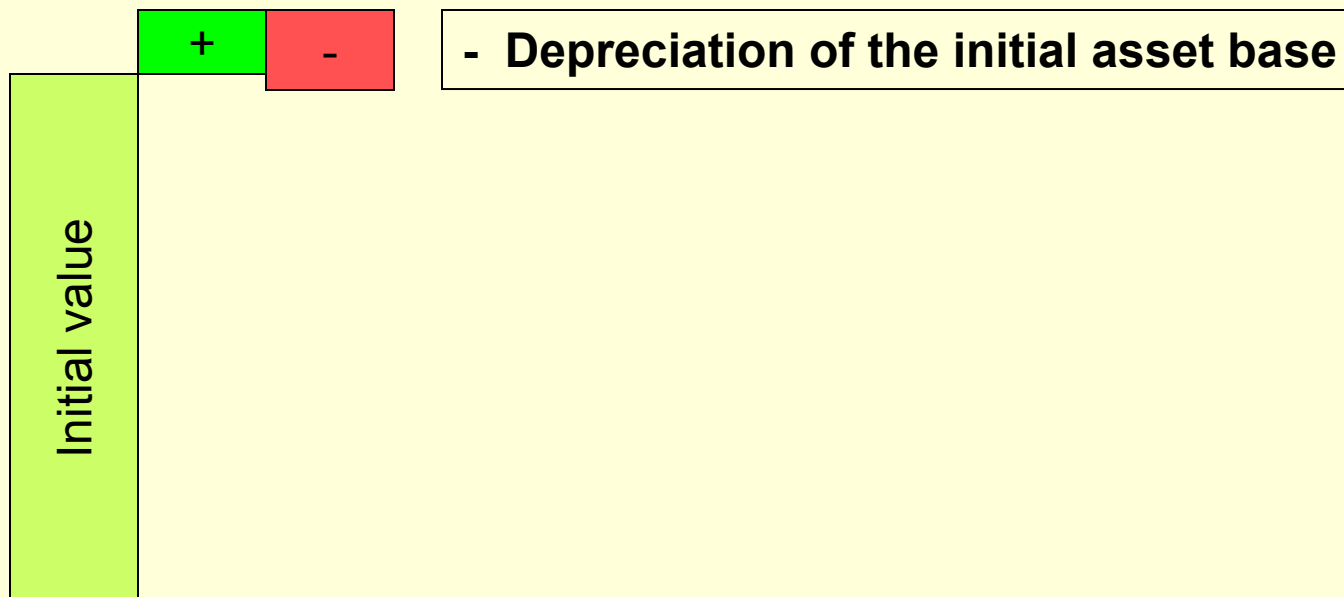 +
-
- Depreciation of the initial asset base
Initial value